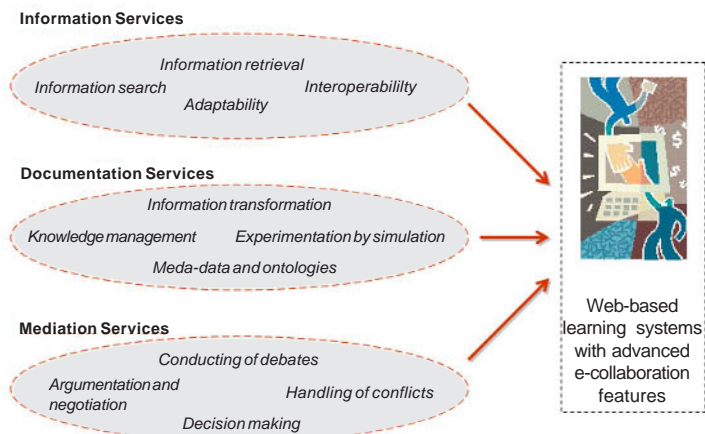 Information Services
Information retrieval
Information search
Interoperabililty
Adaptability
Documentation Services
Information transformation
Knowledge management
Experimentation by simulation
Meda-data and ontologies
Mediation Services
Conducting of debates
Argumentation and
negotiation
Handling of conflicts
Decision making
$
$
$
Web-based
learning systems
with advanced
e-collaboration
features